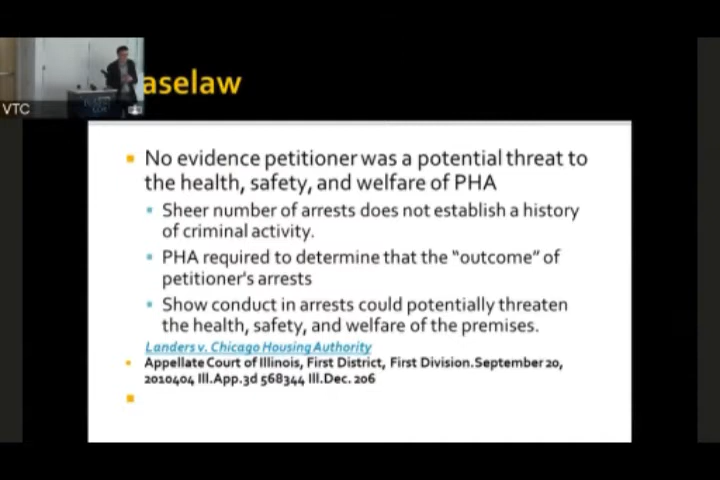 aselaw
VTC
No evidence petitioner was a potential threat to
the health, safety, and welfare of PHA
Sheer number of arrests does not establish a history
of criminal activity.
PHA required to determine that the "outcome" of
petitioner's arrests
Show conduct in arrests could potentially threaten
the health, safety, and welfare of the premises.
Landers v. Chicago Housing Authority
Appellate Court of Illinois, First District, First Division.September 20,
2010404 Ill.App.3d 568344 Ill.Dec. 206